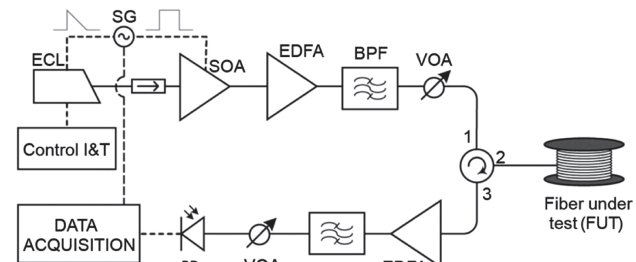 SG
ECL
SOA
EDFA
BPF
VOA
Control I&T
1
2
3
Fiber under
test (FUT)
DATA
ACQUISITION
VOA